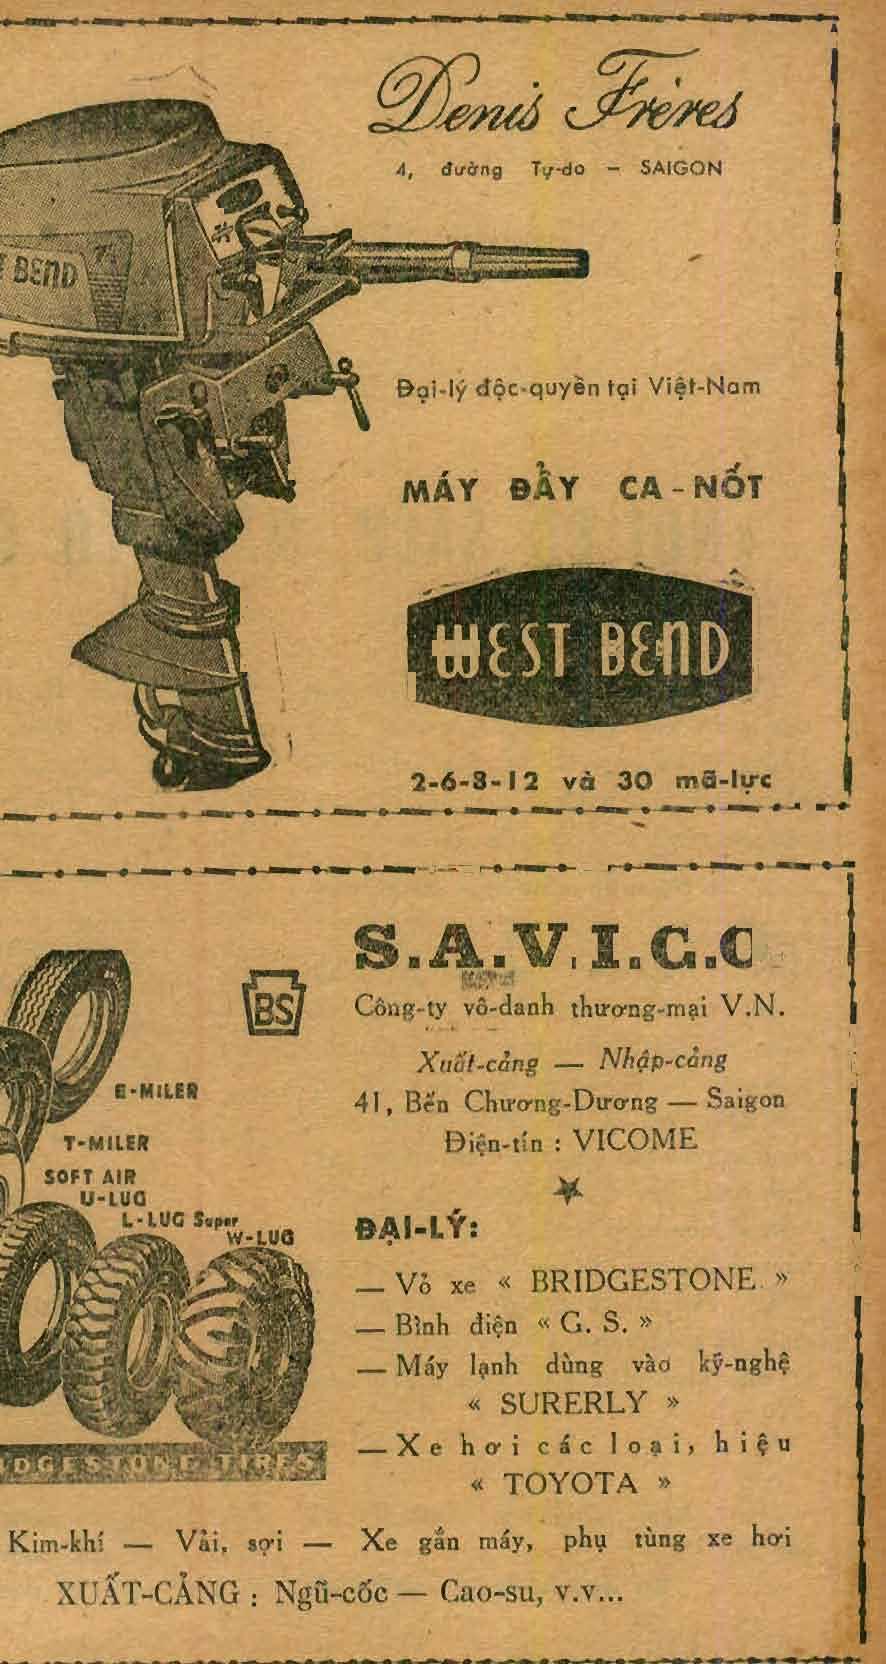 Denis Frères
4, đường Tự-do - SAIGON
BEND
Đại-lý độc-quyền tại Việt-Nam
MÁY ĐẨY CA-NỐT
WEST BEND
2-6-8-12 và 30 mã-lực
S.A.V.I.C.O
BS
Công-ty vô-danh thương-mại V.N.
Xuất-cảng — Nhập-cảng
41, Bến Chương-Dương — Saigon
Điện-tín : VICOME
E-MILER
T-MILER
SOFT AIR
U-LUG
L-LUG Super
W-LUG
ĐẠI-LÝ:
— Vỏ xe « BRIDGESTONE »
— Bình điện « G. S. »
— Máy lạnh dùng vào kỹ-nghệ
« SURERLY »
— Xe hơi các loại, hiệu
« TOYOTA »
DGESTONE TIRES
Kim-khí — Vải, sợi — Xe gắn máy, phụ tùng xe hơi
XUẤT-CẢNG : Ngũ-cốc — Cao-su, v.v...